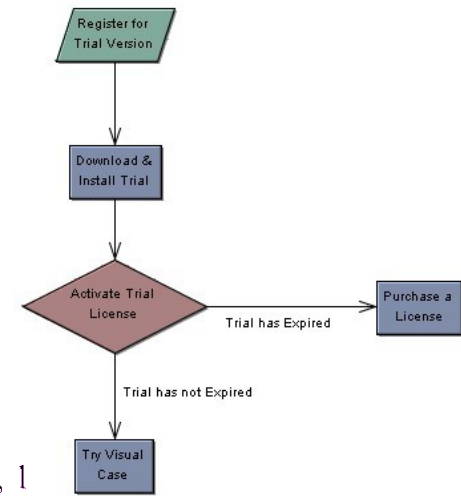 Register for
Trial Version
Download &
Install Trial
Activate Trial
License
Trial has Expired
Purchase a
License
Trial has not Expired
Try Visual
Case
, 1